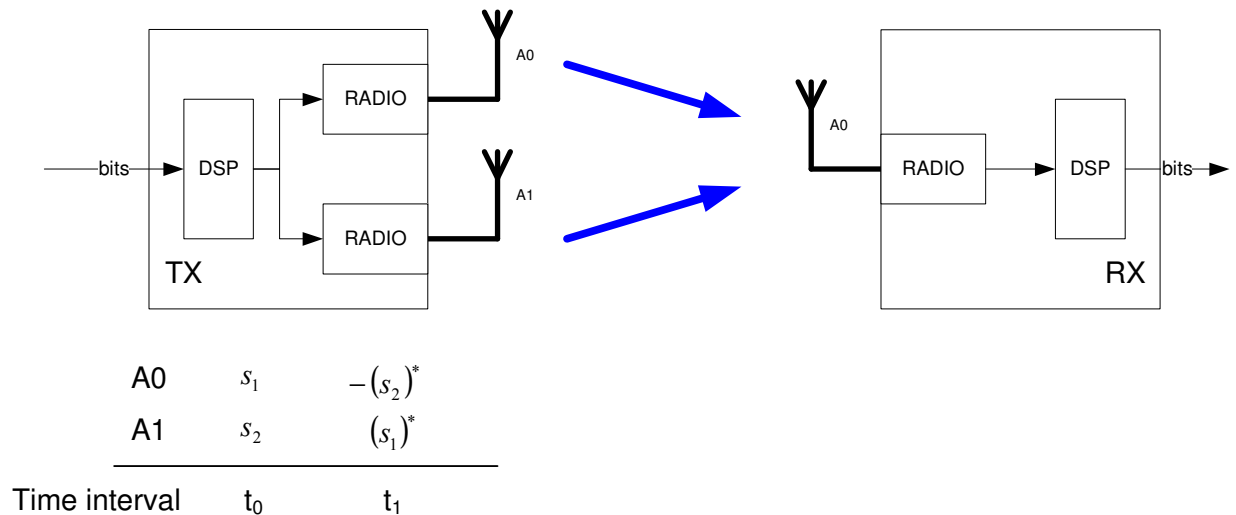 A0
RADIO
A0
bits
DSP
RADIO
DSP
bits
A1
RADIO
TX
RX
A0 s₁ −(s₂)*
A1 s₂ (s₁)*
Time interval t₀ t₁